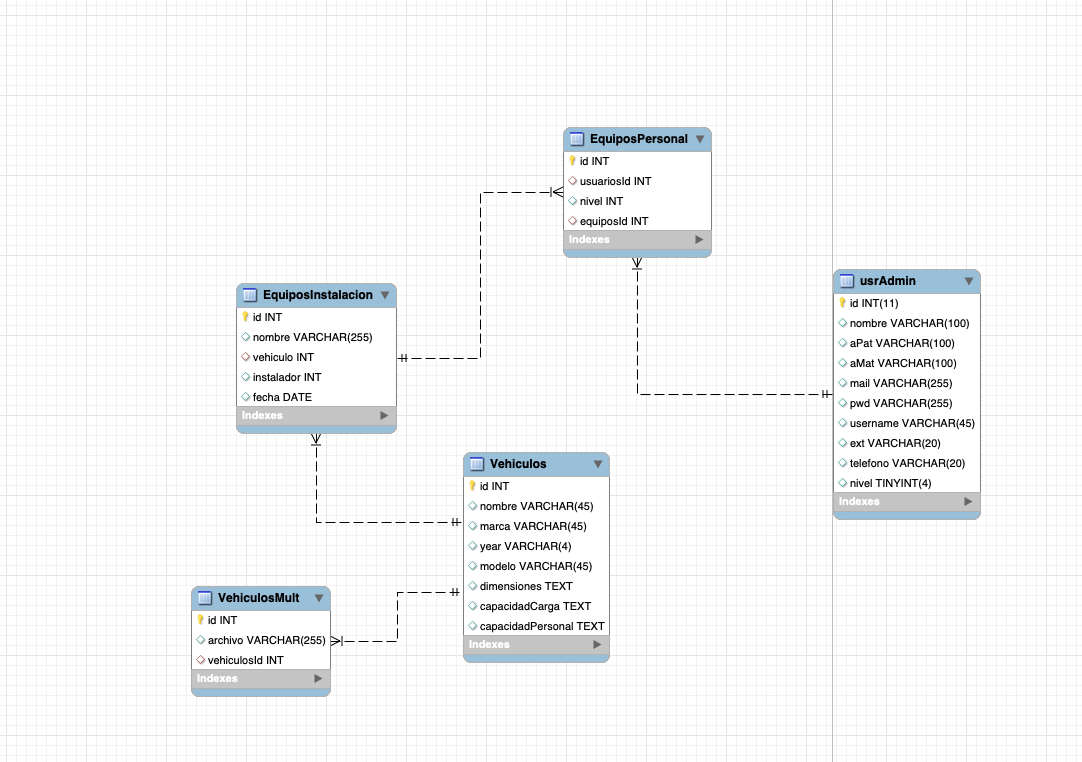 EquiposPersonal
id INT
usuariosId INT
nivel INT
equiposId INT
Indexes
usrAdmin
id INT(11)
nombre VARCHAR(100)
aPat VARCHAR(100)
aMat VARCHAR(100)
mail VARCHAR(255)
pwd VARCHAR(255)
username VARCHAR(45)
ext VARCHAR(20)
telefono VARCHAR(20)
nivel TINYINT(4)
Indexes
EquiposInstalacion
id INT
nombre VARCHAR(255)
vehiculo INT
instalador INT
fecha DATE
Indexes
Vehiculos
id INT
nombre VARCHAR(45)
marca VARCHAR(45)
year VARCHAR(4)
modelo VARCHAR(45)
dimensiones TEXT
capacidadCarga TEXT
capacidadPersonal TEXT
Indexes
VehiculosMult
id INT
archivo VARCHAR(255)
vehiculosId INT
Indexes